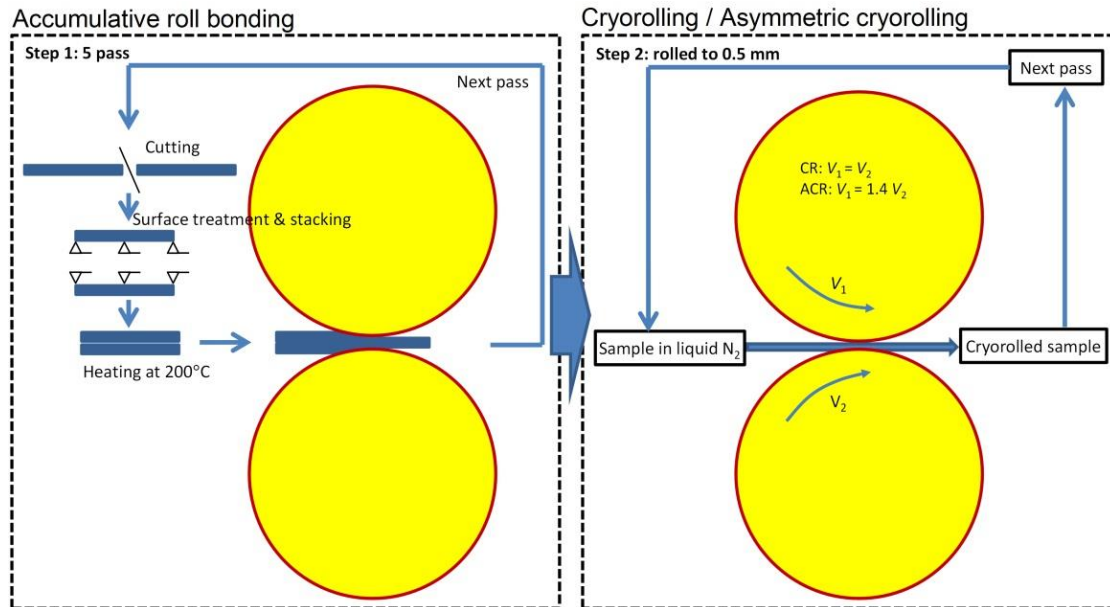 Accumulative roll bonding
Step 1: 5 pass
Next pass
Cutting
Surface treatment & stacking
Heating at 200°C
Cryorolling / Asymmetric cryorolling
Step 2: rolled to 0.5 mm
Next pass
CR: V₁ = V₂
ACR: V₁ = 1.4 V₂
V₁
Sample in liquid N₂
Cryorolled sample
V₂